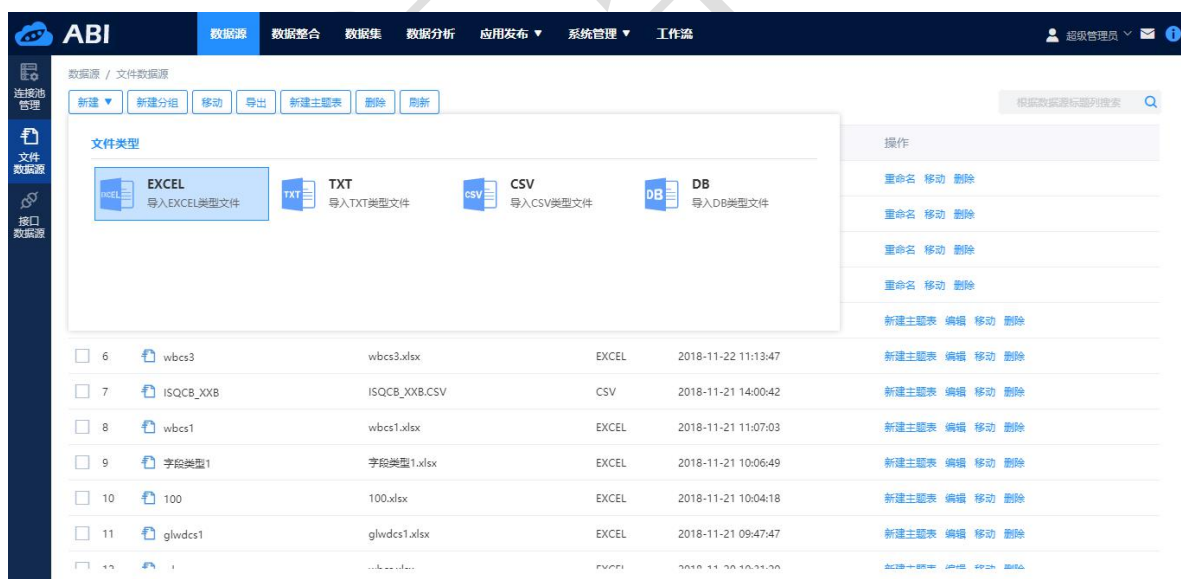 ABI 数据源 数据整合 数据集 数据分析 应用发布 ▼ 系统管理 ▼ 工作流 超级管理员
连接池
管理
文件
数据源
接口
数据源
数据源 / 文件数据源
新建 ▼ 新建分组 移动 导出 新建主题表 删除 刷新 根据数据源标题列搜索
文件类型 操作
EXCEL EXCEL TXT TXT CSV CSV DB DB 重命名 移动 删除
导入EXCEL类型文件 导入TXT类型文件 导入CSV类型文件 导入DB类型文件
重命名 移动 删除
重命名 移动 删除
重命名 移动 删除
新建主题表 编辑 移动 删除
6 wbcs3 wbcs3.xlsx EXCEL 2018-11-22 11:13:47 新建主题表 编辑 移动 删除
7 ISQCB_XXB ISQCB_XXB.CSV CSV 2018-11-21 14:00:42 新建主题表 编辑 移动 删除
8 wbcs1 wbcs1.xlsx EXCEL 2018-11-21 11:07:03 新建主题表 编辑 移动 删除
9 字段类型1 字段类型1.xlsx EXCEL 2018-11-21 10:06:49 新建主题表 编辑 移动 删除
10 100 100.xlsx EXCEL 2018-11-21 10:04:18 新建主题表 编辑 移动 删除
11 glwdcs1 glwdcs1.xlsx EXCEL 2018-11-21 09:47:47 新建主题表 编辑 移动 删除